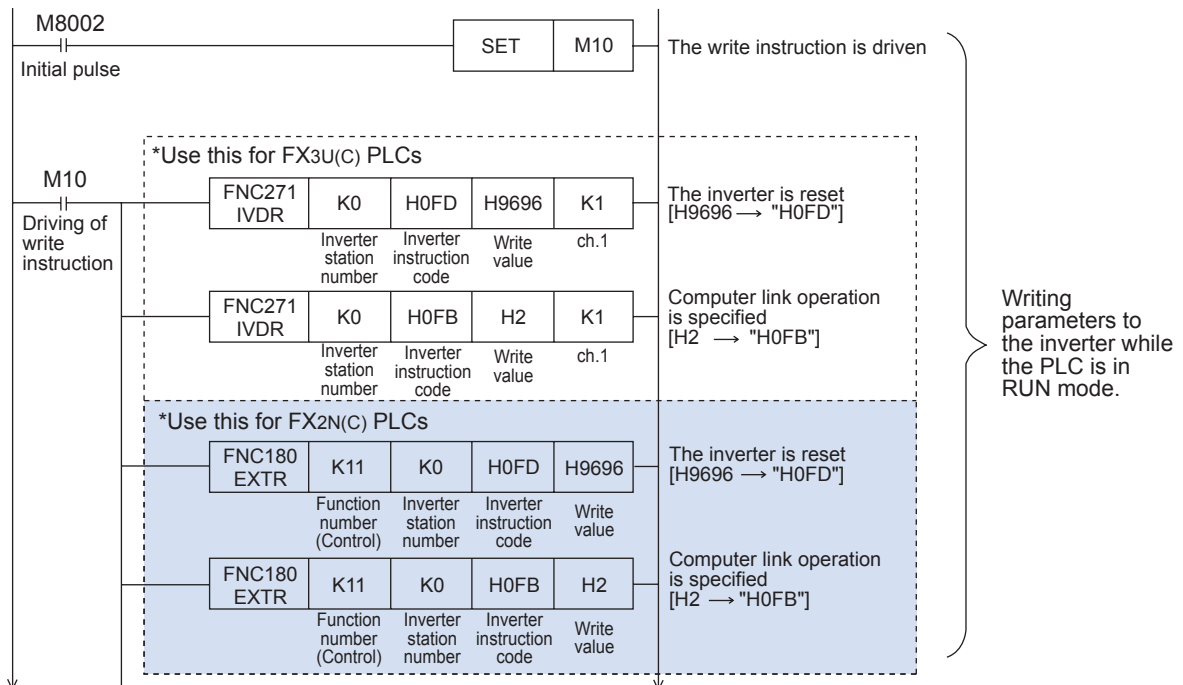 M8002
SET M10
The write instruction is driven
Initial pulse
*Use this for FX3U(C) PLCs
M10
Driving of
write
instruction
FNC271
IVDR
K0
H0FD
H9696
K1
The inverter is reset
[H9696 → "H0FD"]
Inverter
station
number
Inverter
instruction
code
Write
value
ch.1
FNC271
IVDR
K0
H0FB
H2
K1
Computer link operation
is specified
[H2 → "H0FB"]
Inverter
station
number
Inverter
instruction
code
Write
value
ch.1
Writing
parameters to
the inverter while
the PLC is in
RUN mode.
*Use this for FX2N(C) PLCs
FNC180
EXTR
K11
K0
H0FD
H9696
The inverter is reset
[H9696 → "H0FD"]
Function
number
(Control)
Inverter
station
number
Inverter
instruction
code
Write
value
FNC180
EXTR
K11
K0
H0FB
H2
Computer link operation
is specified
[H2 → "H0FB"]
Function
number
(Control)
Inverter
station
number
Inverter
instruction
code
Write
value